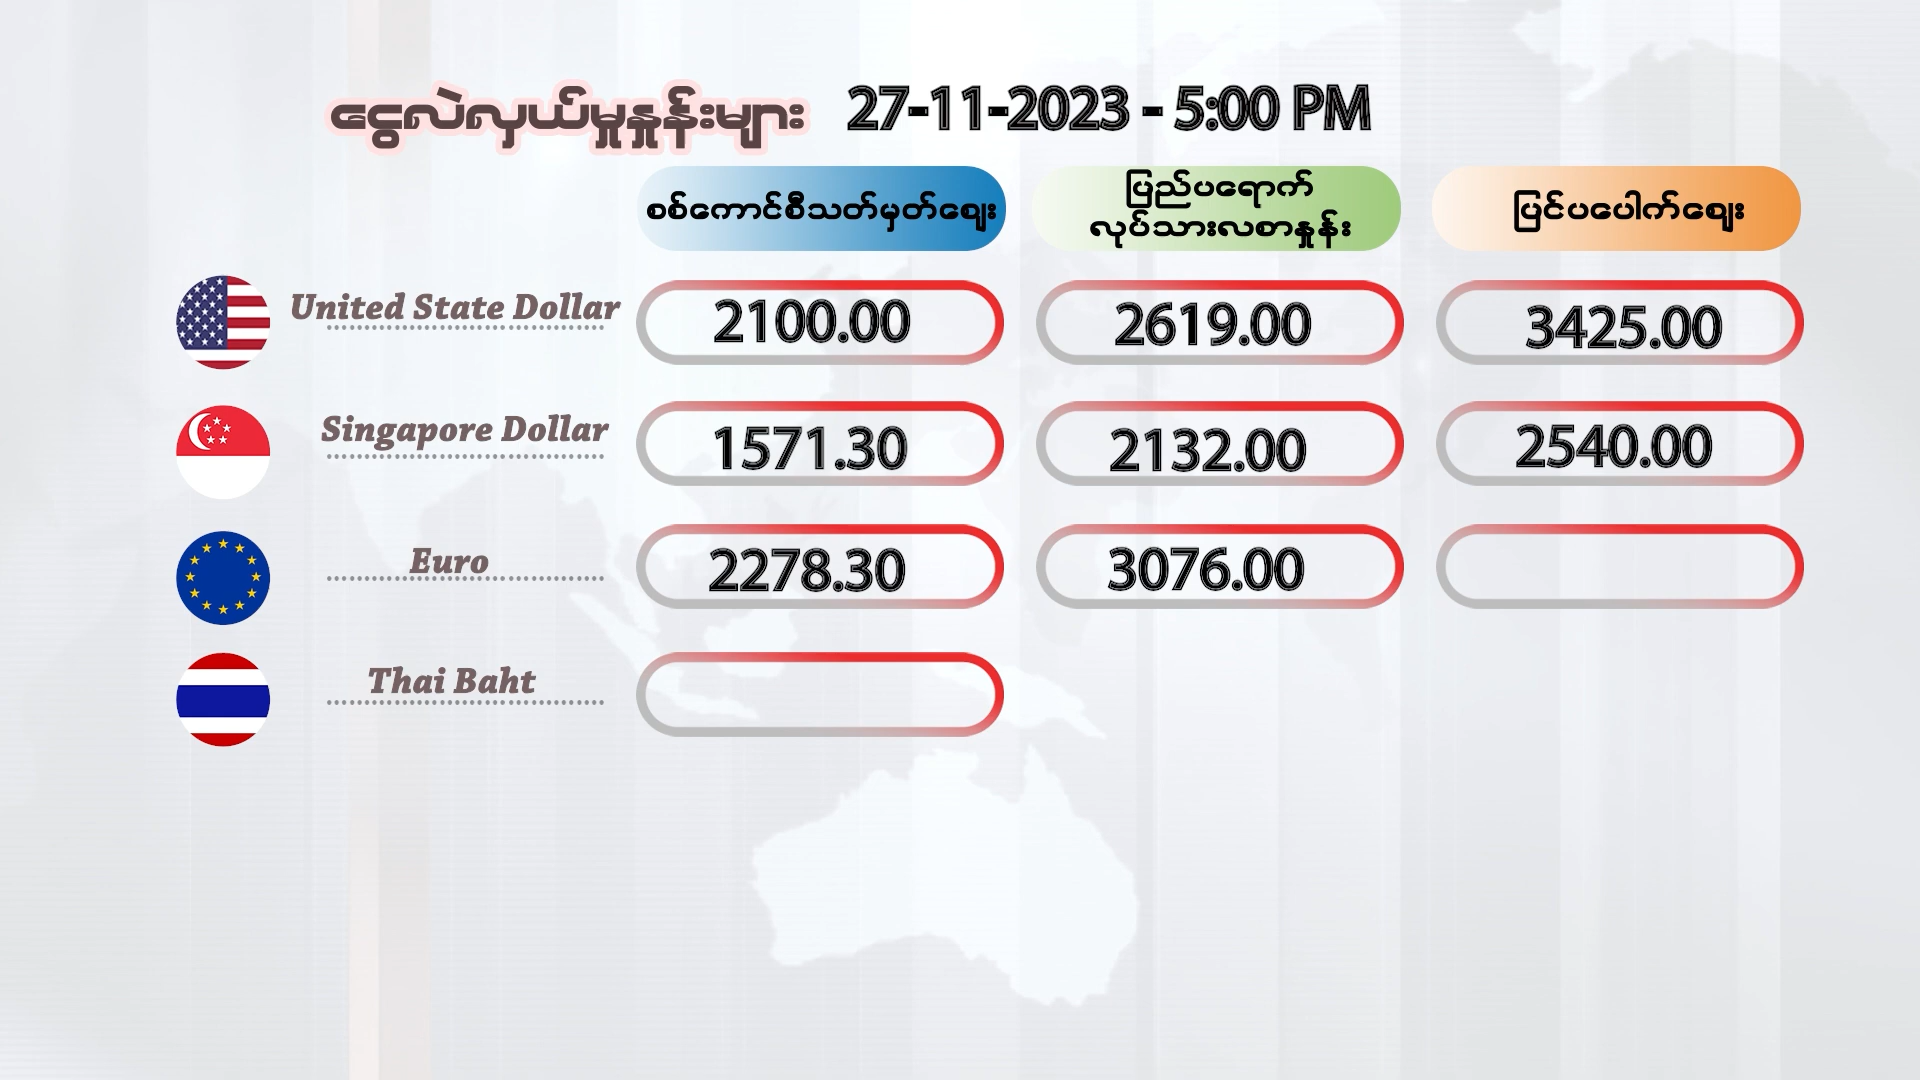 ငွေလဲလှယ်မှုနှုန်းများ 27-11-2023 - 5:00 PM
စစ်ကောင်စီသတ်မှတ်ဈေး
ပြည်ပရောက်
လုပ်သားလစာနှုန်း
ပြင်ပပေါက်ဈေး
United State Dollar 2100.00 2619.00 3425.00
Singapore Dollar 1571.30 2132.00 2540.00
Euro 2278.30 3076.00
Thai Baht